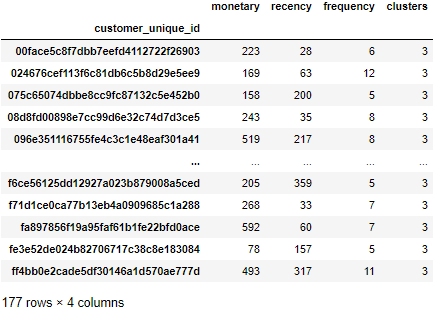 monetary recency frequency clusters
customer_unique_id
00face5c8f7dbb7eefd4112722f26903 223 28 6 3
024676cef113f6c81db6c5b8d29e5ee9 169 63 12 3
075c65074dbbe8cc9fc87132c5e452b0 158 200 5 3
08d8fd00898e7cc99d6e32c74d7d3ce5 243 35 8 3
096e351116755fe4c3c1e48eaf301a41 519 217 8 3
... ... ... ... ...
f6ce56125dd12927a023b879008a5ced 205 359 5 3
f71d1ce0ca77b13eb4a0909685c1a288 268 33 7 3
fa897856f19a95faf61b1fe22bfd0ace 592 60 7 3
fe3e52de024b82706717c38c8e183084 78 157 5 3
ff4bb0e2cade5df30146a1d570ae777d 493 317 11 3
177 rows × 4 columns